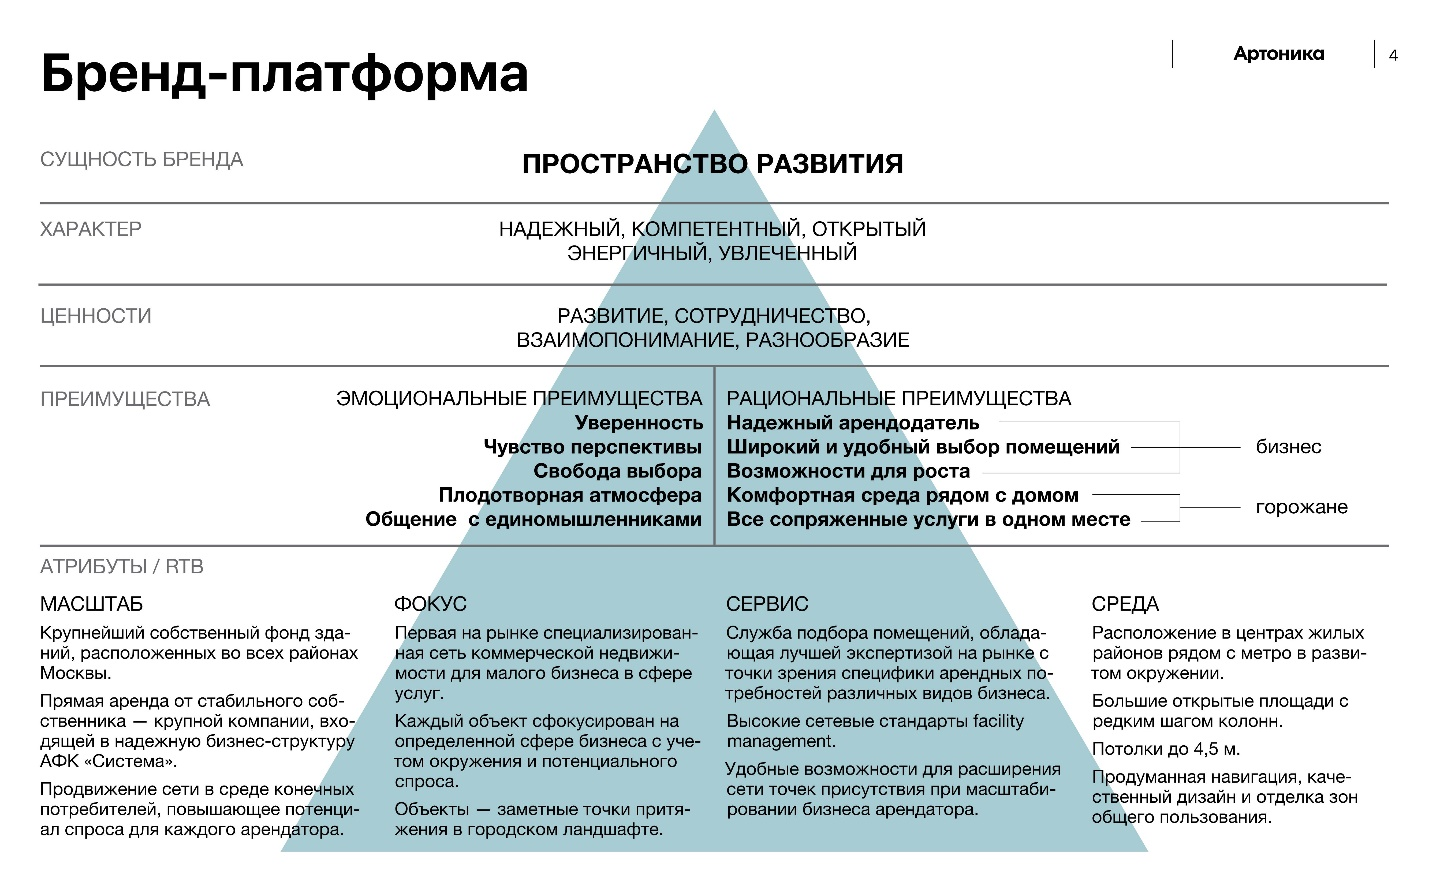 Бренд-платформа
Артоника
4
СУЩНОСТЬ БРЕНДА
ПРОСТРАНСТВО РАЗВИТИЯ
ХАРАКТЕР
НАДЕЖНЫЙ, КОМПЕТЕНТНЫЙ, ОТКРЫТЫЙ
ЭНЕРГИЧНЫЙ, УВЛЕЧЕННЫЙ
ЦЕННОСТИ
РАЗВИТИЕ, СОТРУДНИЧЕСТВО,
ВЗАИМОПОНИМАНИЕ, РАЗНООБРАЗИЕ
ПРЕИМУЩЕСТВА
ЭМОЦИОНАЛЬНЫЕ ПРЕИМУЩЕСТВА
Уверенность
Чувство перспективы
Свобода выбора
Плодотворная атмосфера
Общение с единомышленниками
РАЦИОНАЛЬНЫЕ ПРЕИМУЩЕСТВА
Надежный арендодатель
Широкий и удобный выбор помещений
Возможности для роста
Комфортная среда рядом с домом
Все сопряженные услуги в одном месте
бизнес
горожане
АТРИБУТЫ / RTB
МАСШТАБ
Крупнейший собственный фонд зда-
ний, расположенных во всех районах
Москвы.
Прямая аренда от стабильного соб-
ственника — крупной компании, вхо-
дящей в надежную бизнес-структуру
АФК «Система».
Продвижение сети в среде конечных
потребителей, повышающее потенци-
ал спроса для каждого арендатора.
ФОКУС
Первая на рынке специализирован-
ная сеть коммерческой недвижи-
мости для малого бизнеса в сфере
услуг.
Каждый объект сфокусирован на
определенной сфере бизнеса с уче-
том окружения и потенциального
спроса.
Объекты — заметные точки притя-
жения в городском ландшафте.
СЕРВИС
Служба подбора помещений, облада-
ющая лучшей экспертизой на рынке с
точки зрения специфики арендных по-
требностей различных видов бизнеса.
Высокие сетевые стандарты facility
management.
Удобные возможности для расширения
сети точек присутствия при масштаби-
ровании бизнеса арендатора.
СРЕДА
Расположение в центрах жилых
районов рядом с метро в разви-
том окружении.
Большие открытые площади с
редким шагом колонн.
Потолки до 4,5 м.
Продуманная навигация, каче-
ственный дизайн и отделка зон
общего пользования.